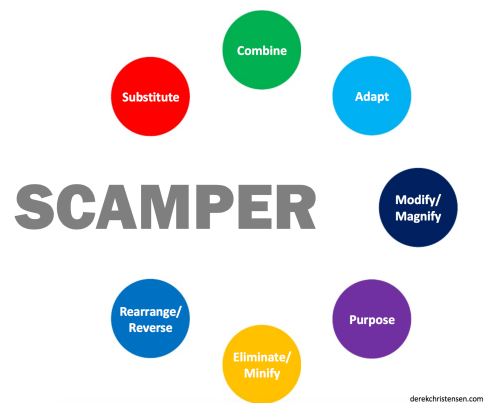 Combine
Substitute
Adapt
SCAMPER
Modify/
Magnify
Rearrange/
Reverse
Purpose
Eliminate/
Minify
derekchristensen.com